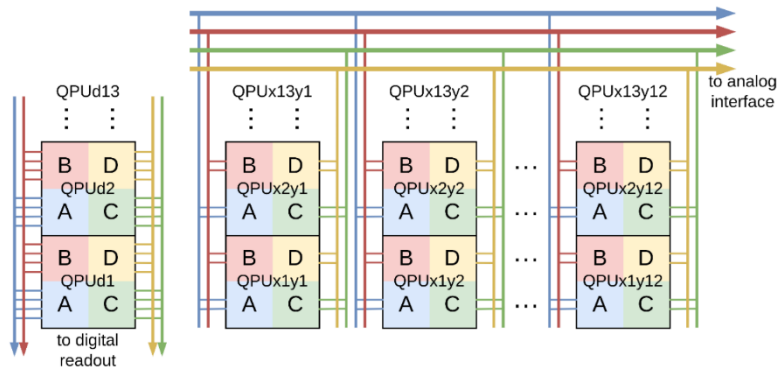 to analog
interface
QPUd13
QPUx13y1
QPUx13y2
QPUx13y12
B D
QPUd2
A C
B D
QPUd1
A C
B D
QPUx2y1
A C
B D
QPUx1y1
A C
B D
QPUx2y2
A C
B D
QPUx1y2
A C
B D
QPUx2y12
A C
B D
QPUx1y12
A C
to digital
readout